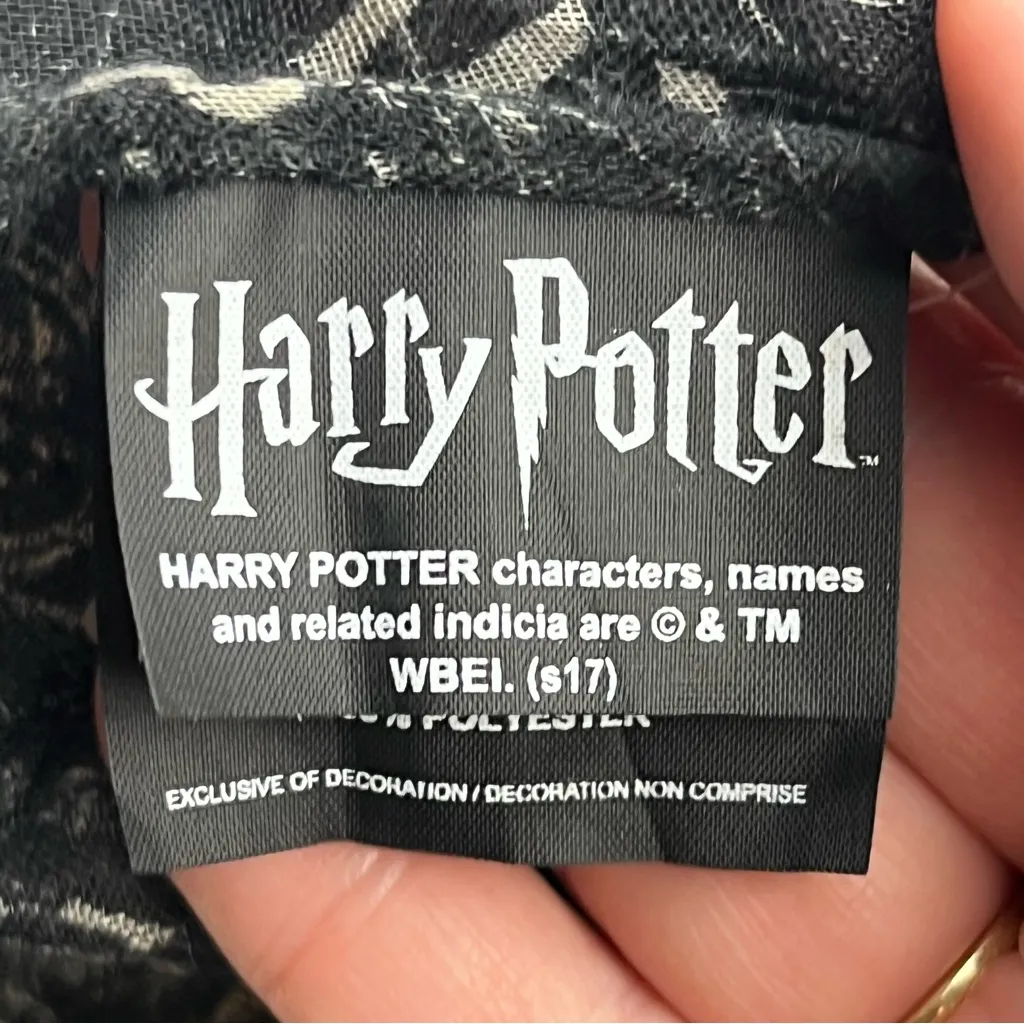 Harry Potter™
HARRY POTTER characters, names
and related indicia are © & TM
WBEI. (s17)
% POLYESTER
EXCLUSIVE OF DECORATION / DECORATION NON COMPRISE